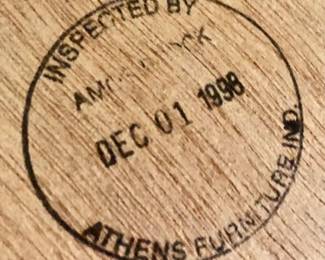 INSPECTED BY
DEC 01 1998
ATHENS FURNITURE IND.